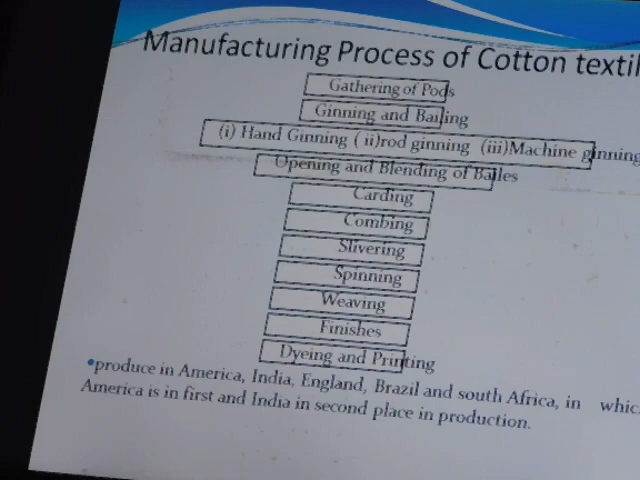 Manufacturing Process of Cotton textil
Gathering of Pods
Ginning and Bailing
(i) Hand Ginning ( ii)rod ginning (iii)Machine ginning
Opening and Blending of Balles
Carding
Combing
Slivering
Spinning
Weaving
Finishes
Dyeing and Printing
•produce in America, India, England, Brazil and south Africa, in whic
America is in first and India in second place in production.